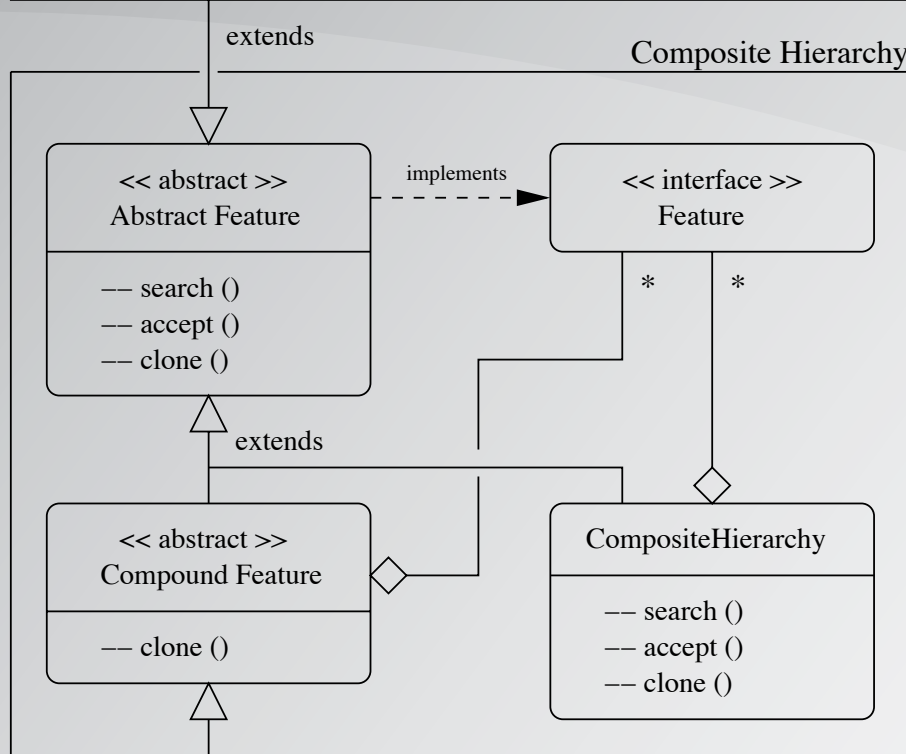 extends
Composite Hierarchy
<< abstract >>
Abstract Feature
implements
<< interface >>
Feature
—— search ()
—— accept ()
—— clone ()
*
*
extends
<< abstract >>
Compound Feature
—— clone ()
CompositeHierarchy
—— search ()
—— accept ()
—— clone ()